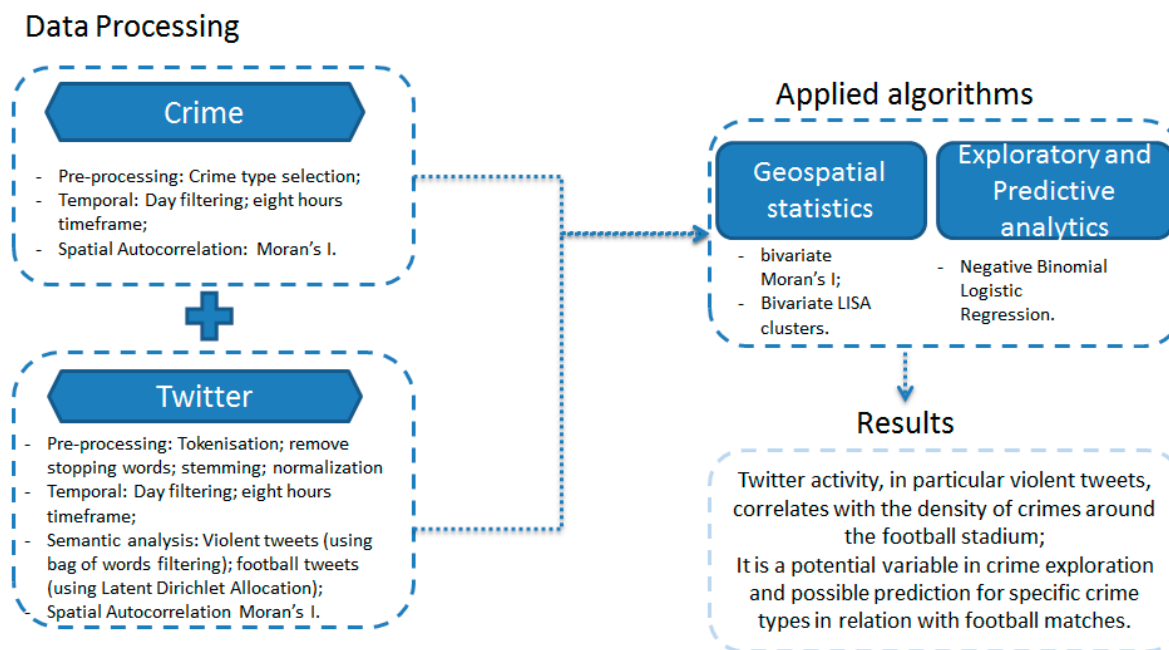 Data Processing
Crime
- Pre-processing: Crime type selection;
- Temporal: Day filtering; eight hours
timeframe;
- Spatial Autocorrelation: Moran's I.
Twitter
- Pre-processing: Tokenisation; remove
stopping words; stemming; normalization
- Temporal: Day filtering; eight hours
timeframe;
- Semantic analysis: Violent tweets (using
bag of words filtering); football tweets
(using Latent Dirichlet Allocation);
- Spatial Autocorrelation Moran's I.
Applied algorithms
Geospatial
statistics
- bivariate
Moran's I;
- Bivariate LISA
clusters.
Exploratory and
Predictive
analytics
- Negative Binomial
Logistic
Regression.
Results
Twitter activity, in particular violent tweets,
correlates with the density of crimes around
the football stadium;
It is a potential variable in crime exploration
and possible prediction for specific crime
types in relation with football matches.